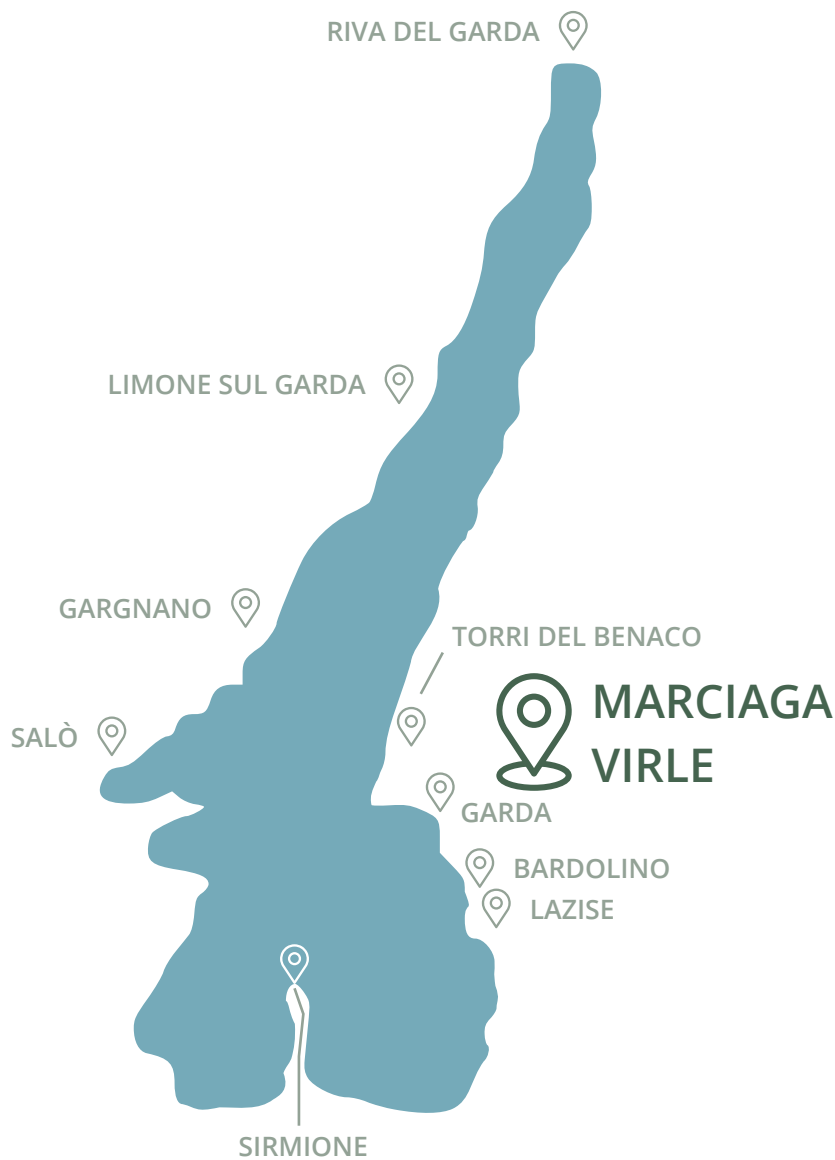 RIVA DEL GARDA
LIMONE SUL GARDA
GARGNANO
TORRI DEL BENACO
MARCIAGA
VIRLE
SALÒ
GARDA
BARDOLINO
LAZISE
SIRMIONE